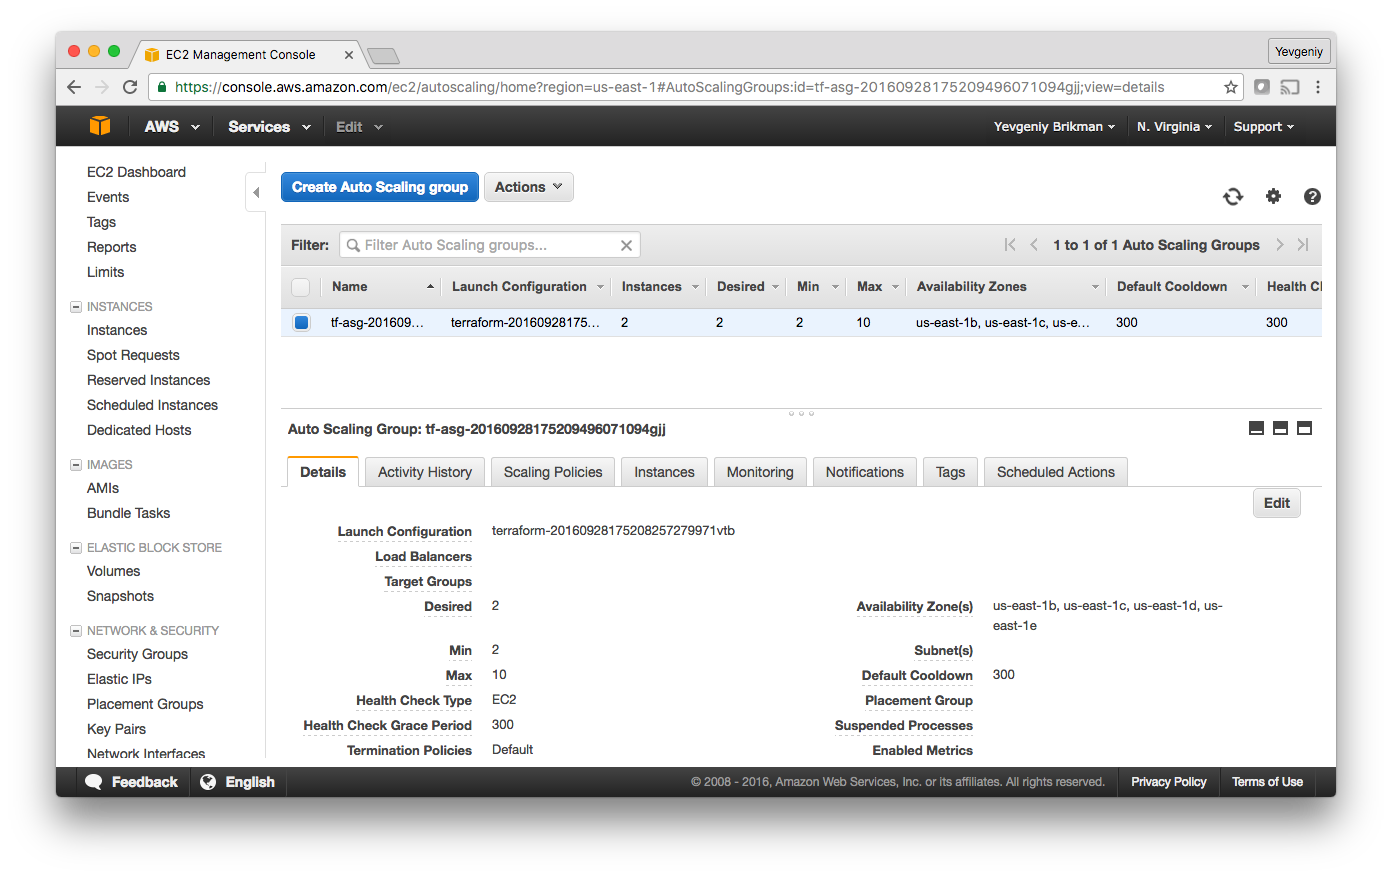 EC2 Management Console
Yevgeniy
https://console.aws.amazon.com/ec2/autoscaling/home?region=us-east-1#AutoScalingGroups:id=tf-asg-20160928175209496071094gjj;view=details
AWS Services Edit Yevgeniy Brikman N. Virginia Support
EC2 Dashboard
Events
Tags
Reports
Limits
INSTANCES
Instances
Spot Requests
Reserved Instances
Scheduled Instances
Dedicated Hosts
IMAGES
AMIs
Bundle Tasks
ELASTIC BLOCK STORE
Volumes
Snapshots
NETWORK & SECURITY
Security Groups
Elastic IPs
Placement Groups
Key Pairs
Network Interfaces
Create Auto Scaling group Actions
Filter: Filter Auto Scaling groups... 1 to 1 of 1 Auto Scaling Groups
Name Launch Configuration Instances Desired Min Max Availability Zones Default Cooldown Health Cl
tf-asg-201609... terraform-20160928175... 2 2 2 10 us-east-1b, us-east-1c, us-e... 300 300
Auto Scaling Group: tf-asg-20160928175209496071094gjj
Details Activity History Scaling Policies Instances Monitoring Notifications Tags Scheduled Actions
Edit
Launch Configuration terraform-20160928175208257279971vtb
Load Balancers
Target Groups
Desired 2 Availability Zone(s) us-east-1b, us-east-1c, us-east-1d, us-
east-1e
Min 2 Subnet(s)
Max 10 Default Cooldown 300
Health Check Type EC2 Placement Group
Health Check Grace Period 300 Suspended Processes
Termination Policies Default Enabled Metrics
Feedback English © 2008 - 2016, Amazon Web Services, Inc. or its affiliates. All rights reserved. Privacy Policy Terms of Use